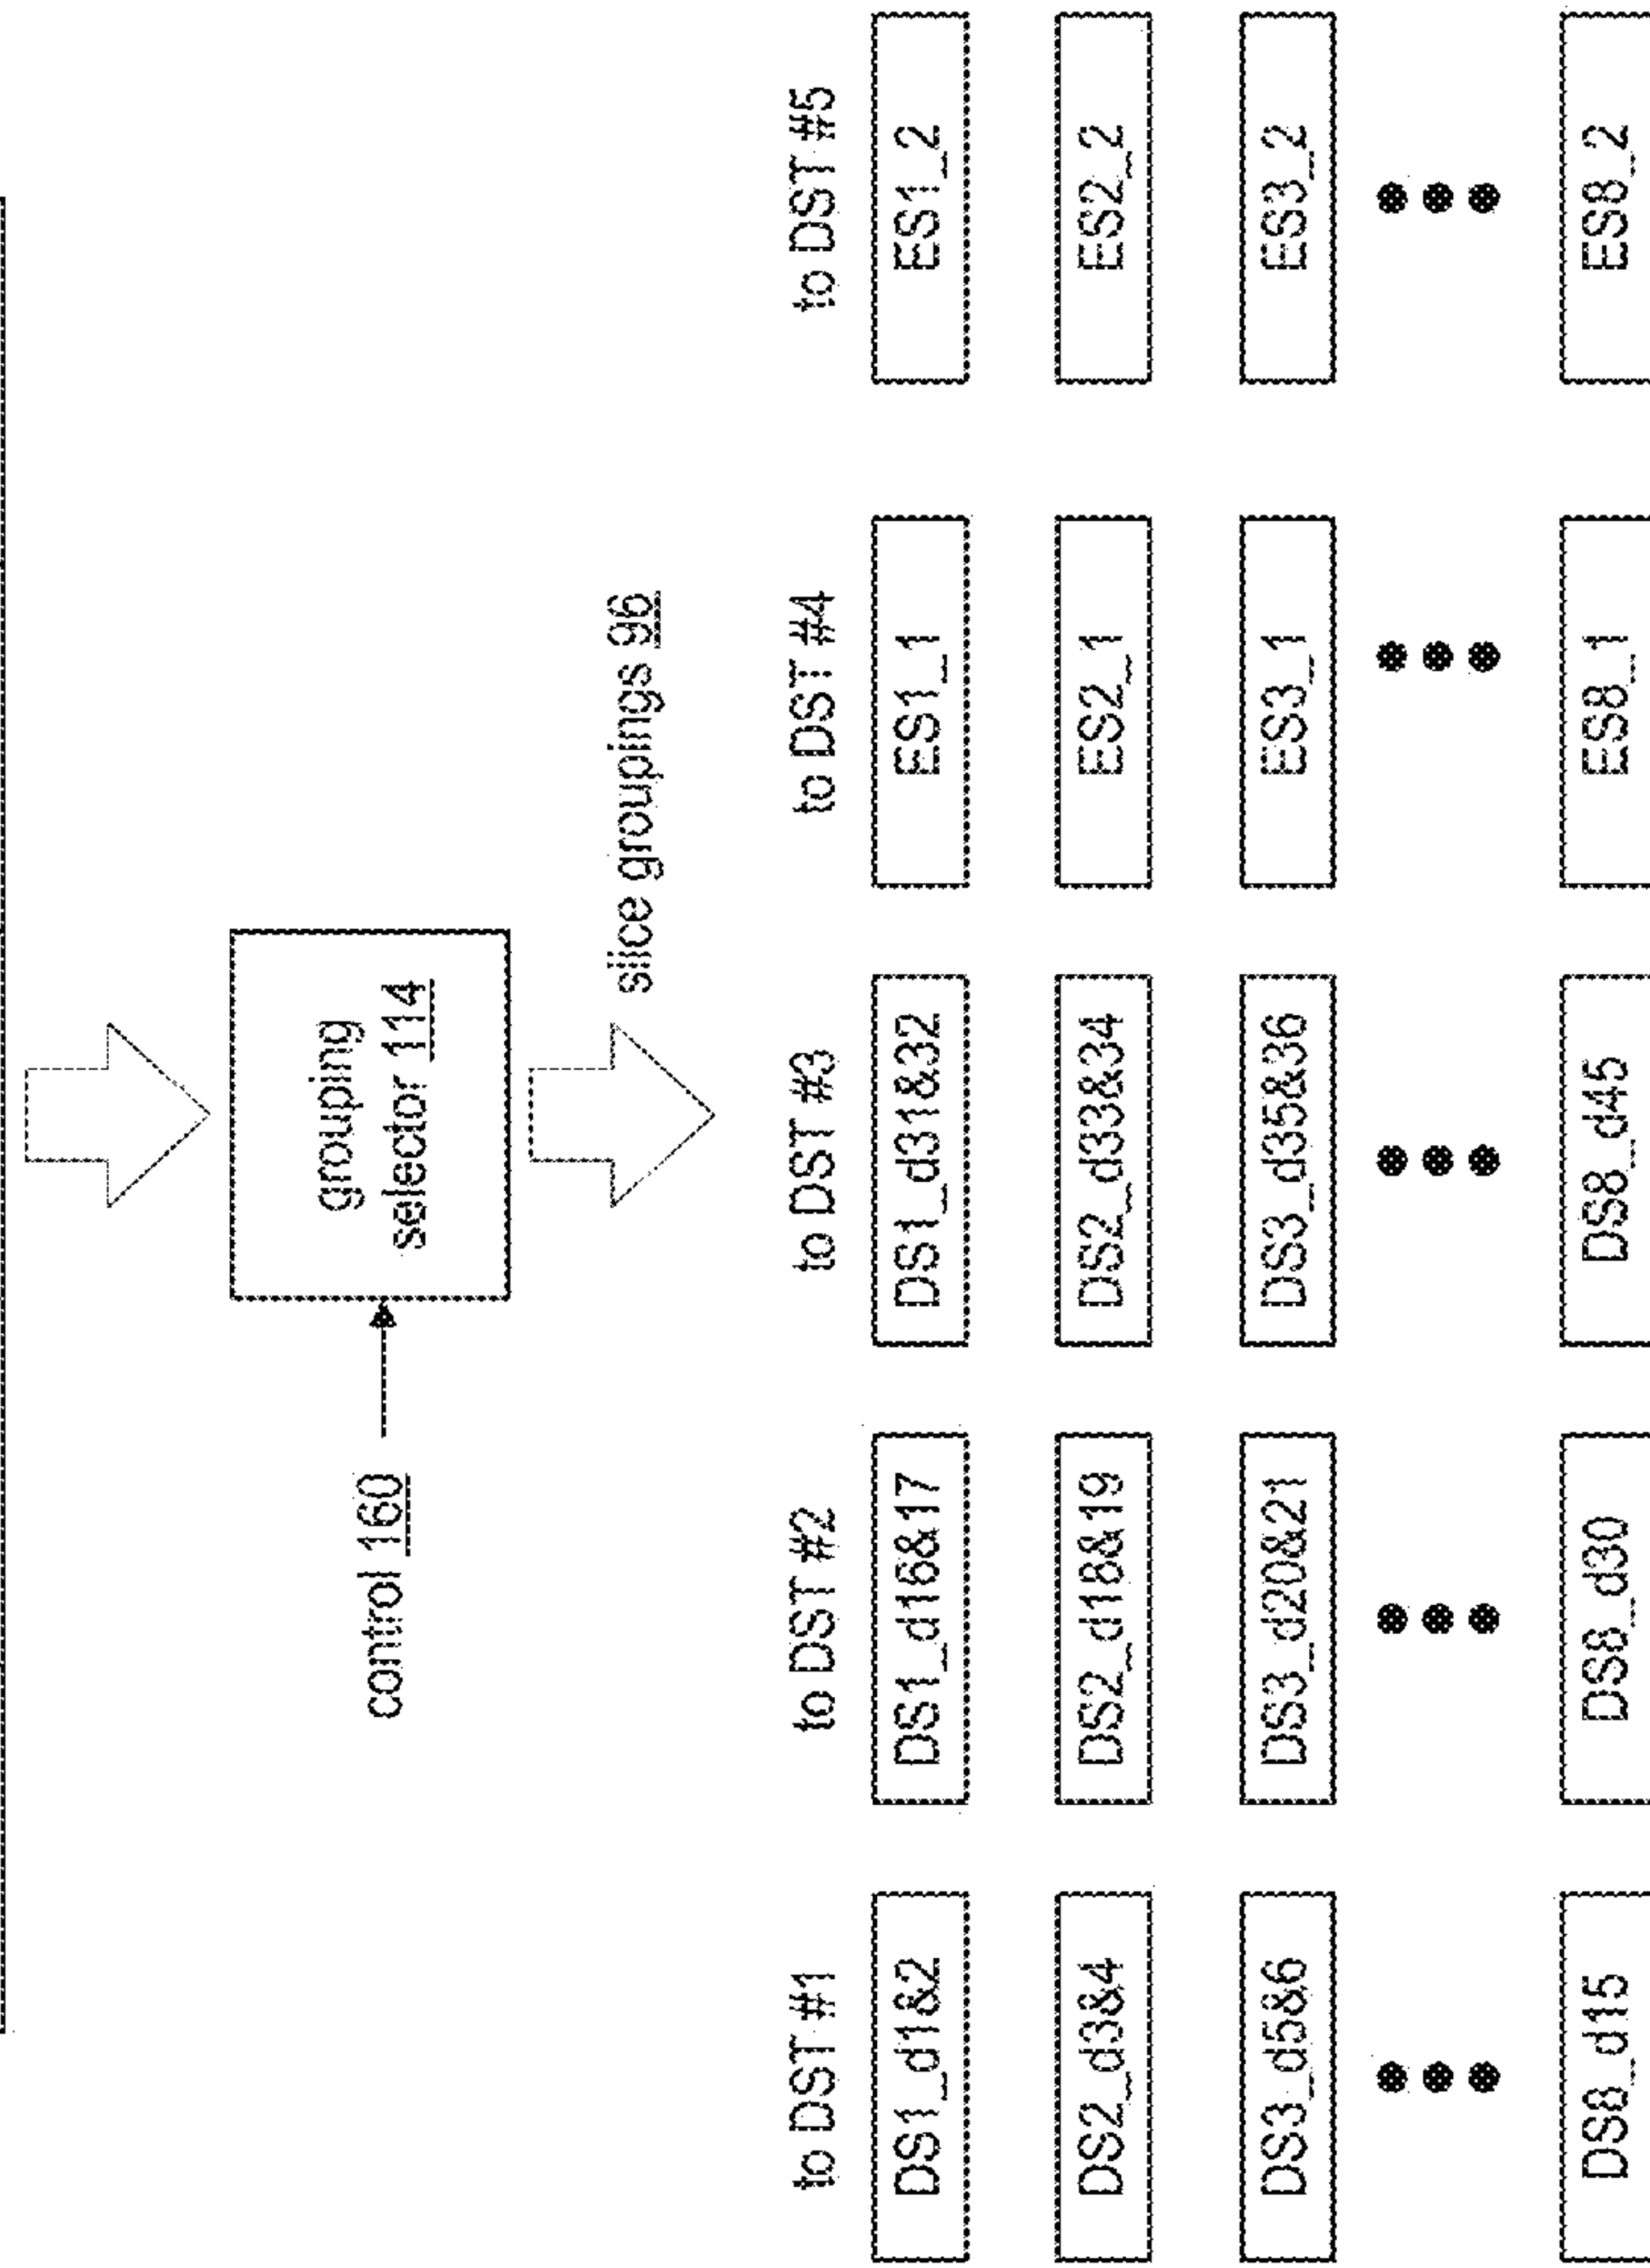 control 160
grouping
selector 114
slice groupings 96
to DST #1
to DST #2
to DST #3
to DST #4
to DST #5
DS1_d1&2
DS1_d16&17
DS1_d31&32
ES1_1
ES1_2
DS2_d3&4
DS2_d18&19
DS2_d33&34
ES2_1
ES2_2
DS3_d5&6
DS3_d20&21
DS3_d35&36
ES3_1
ES3_2
DS8_d15
DS8_d30
DS8_d45
ES8_1
ES8_2